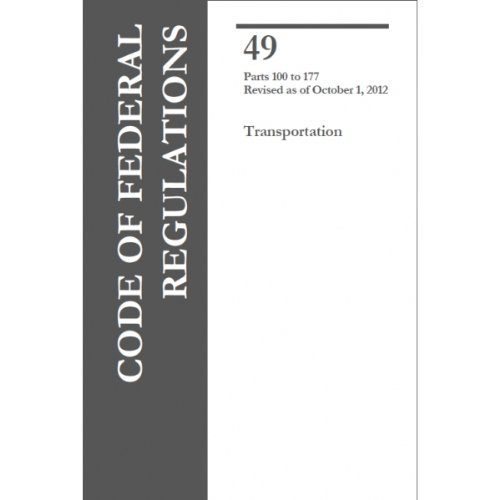 CODE OF FEDERAL
REGULATIONS
49
Parts 100 to 177
Revised as of October 1, 2012
Transportation